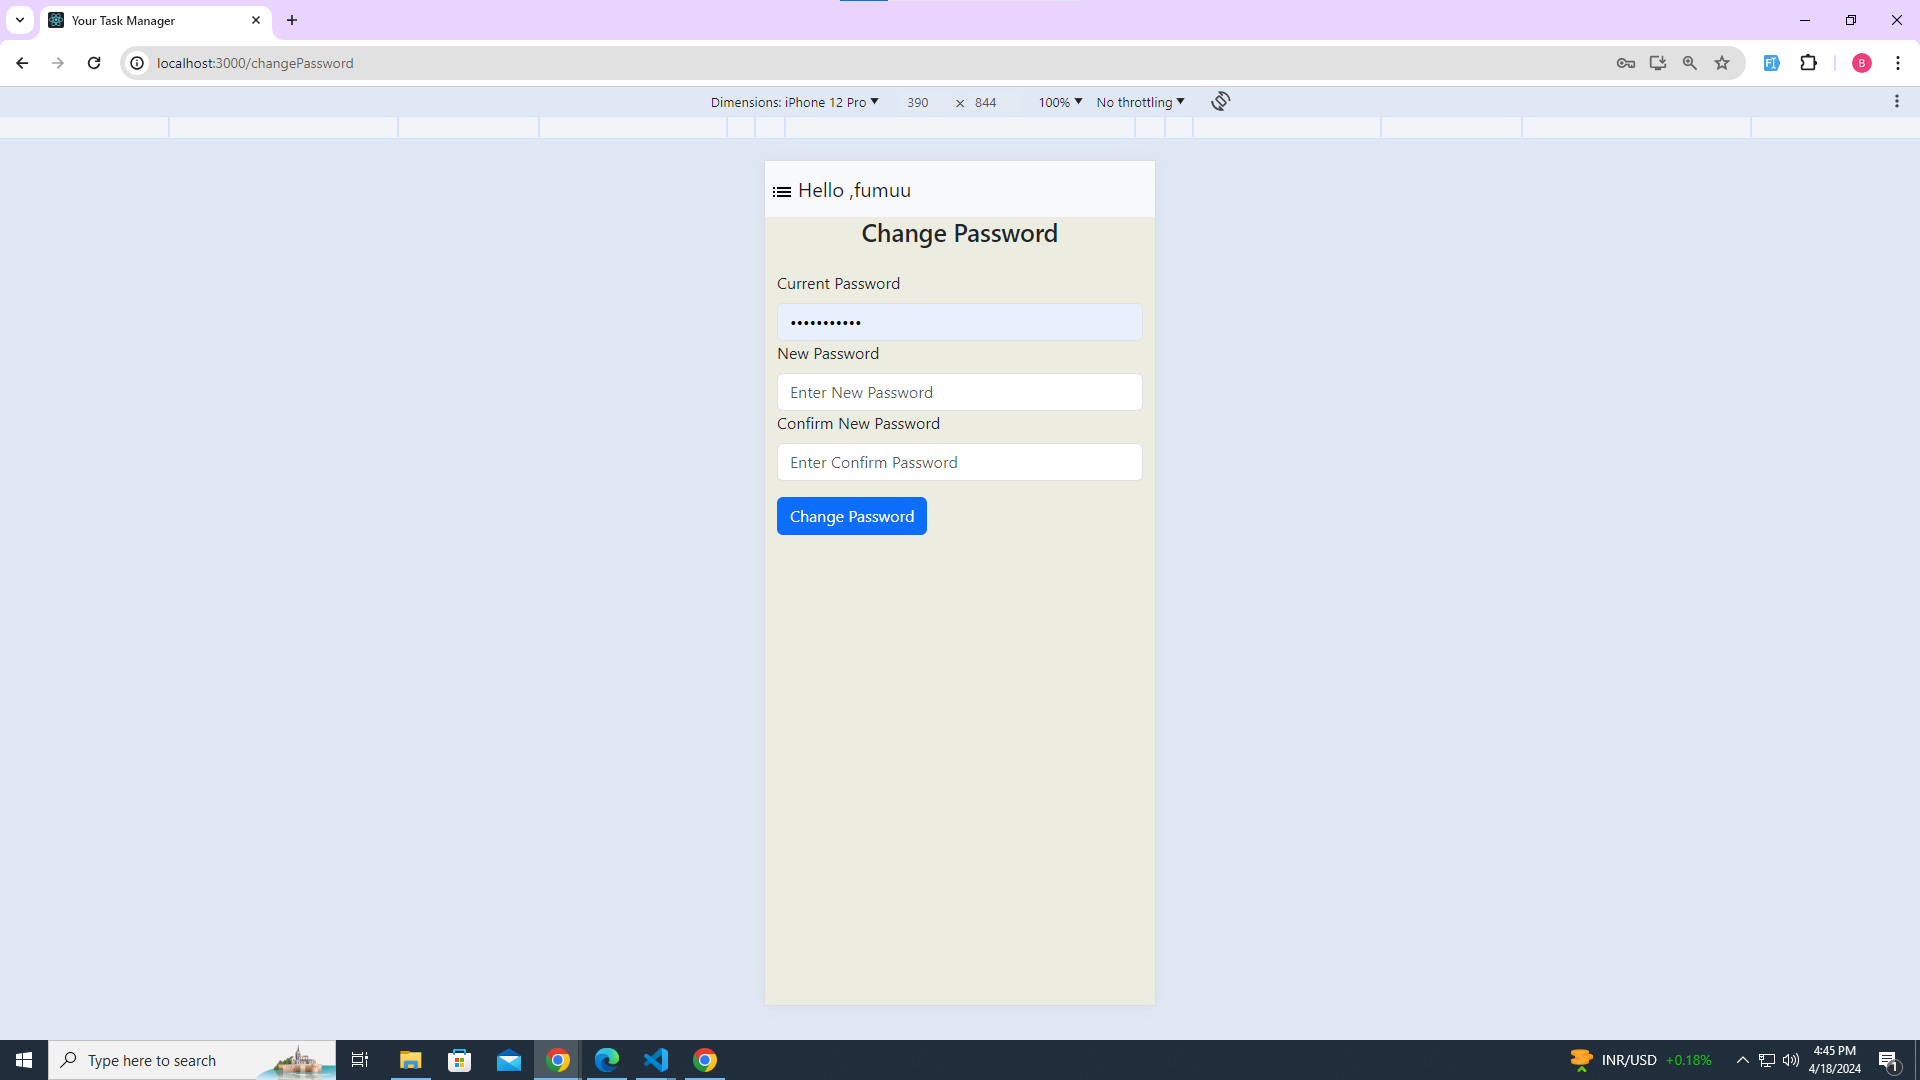 Your Task Manager
localhost:3000/changePassword
B
Dimensions: iPhone 12 Pro 390 × 844 100% No throttling
Hello ,fumuu
Change Password
Current Password
•••••••••••
New Password
Enter New Password
Confirm New Password
Enter Confirm Password
Change Password
Type here to search
INR/USD +0.18%
4:45 PM
4/18/2024
1